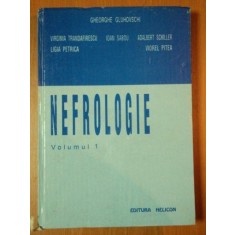 GHEORGHE GLUHOVSCHI
VIRGINIA TRANDAFIRESCU IOAN SABOU ADALBERT SCHILLER
LIGIA PETRICA VIOREL PITEA
NEFROLOGIE
Volumul 1
EDITURA HELICON